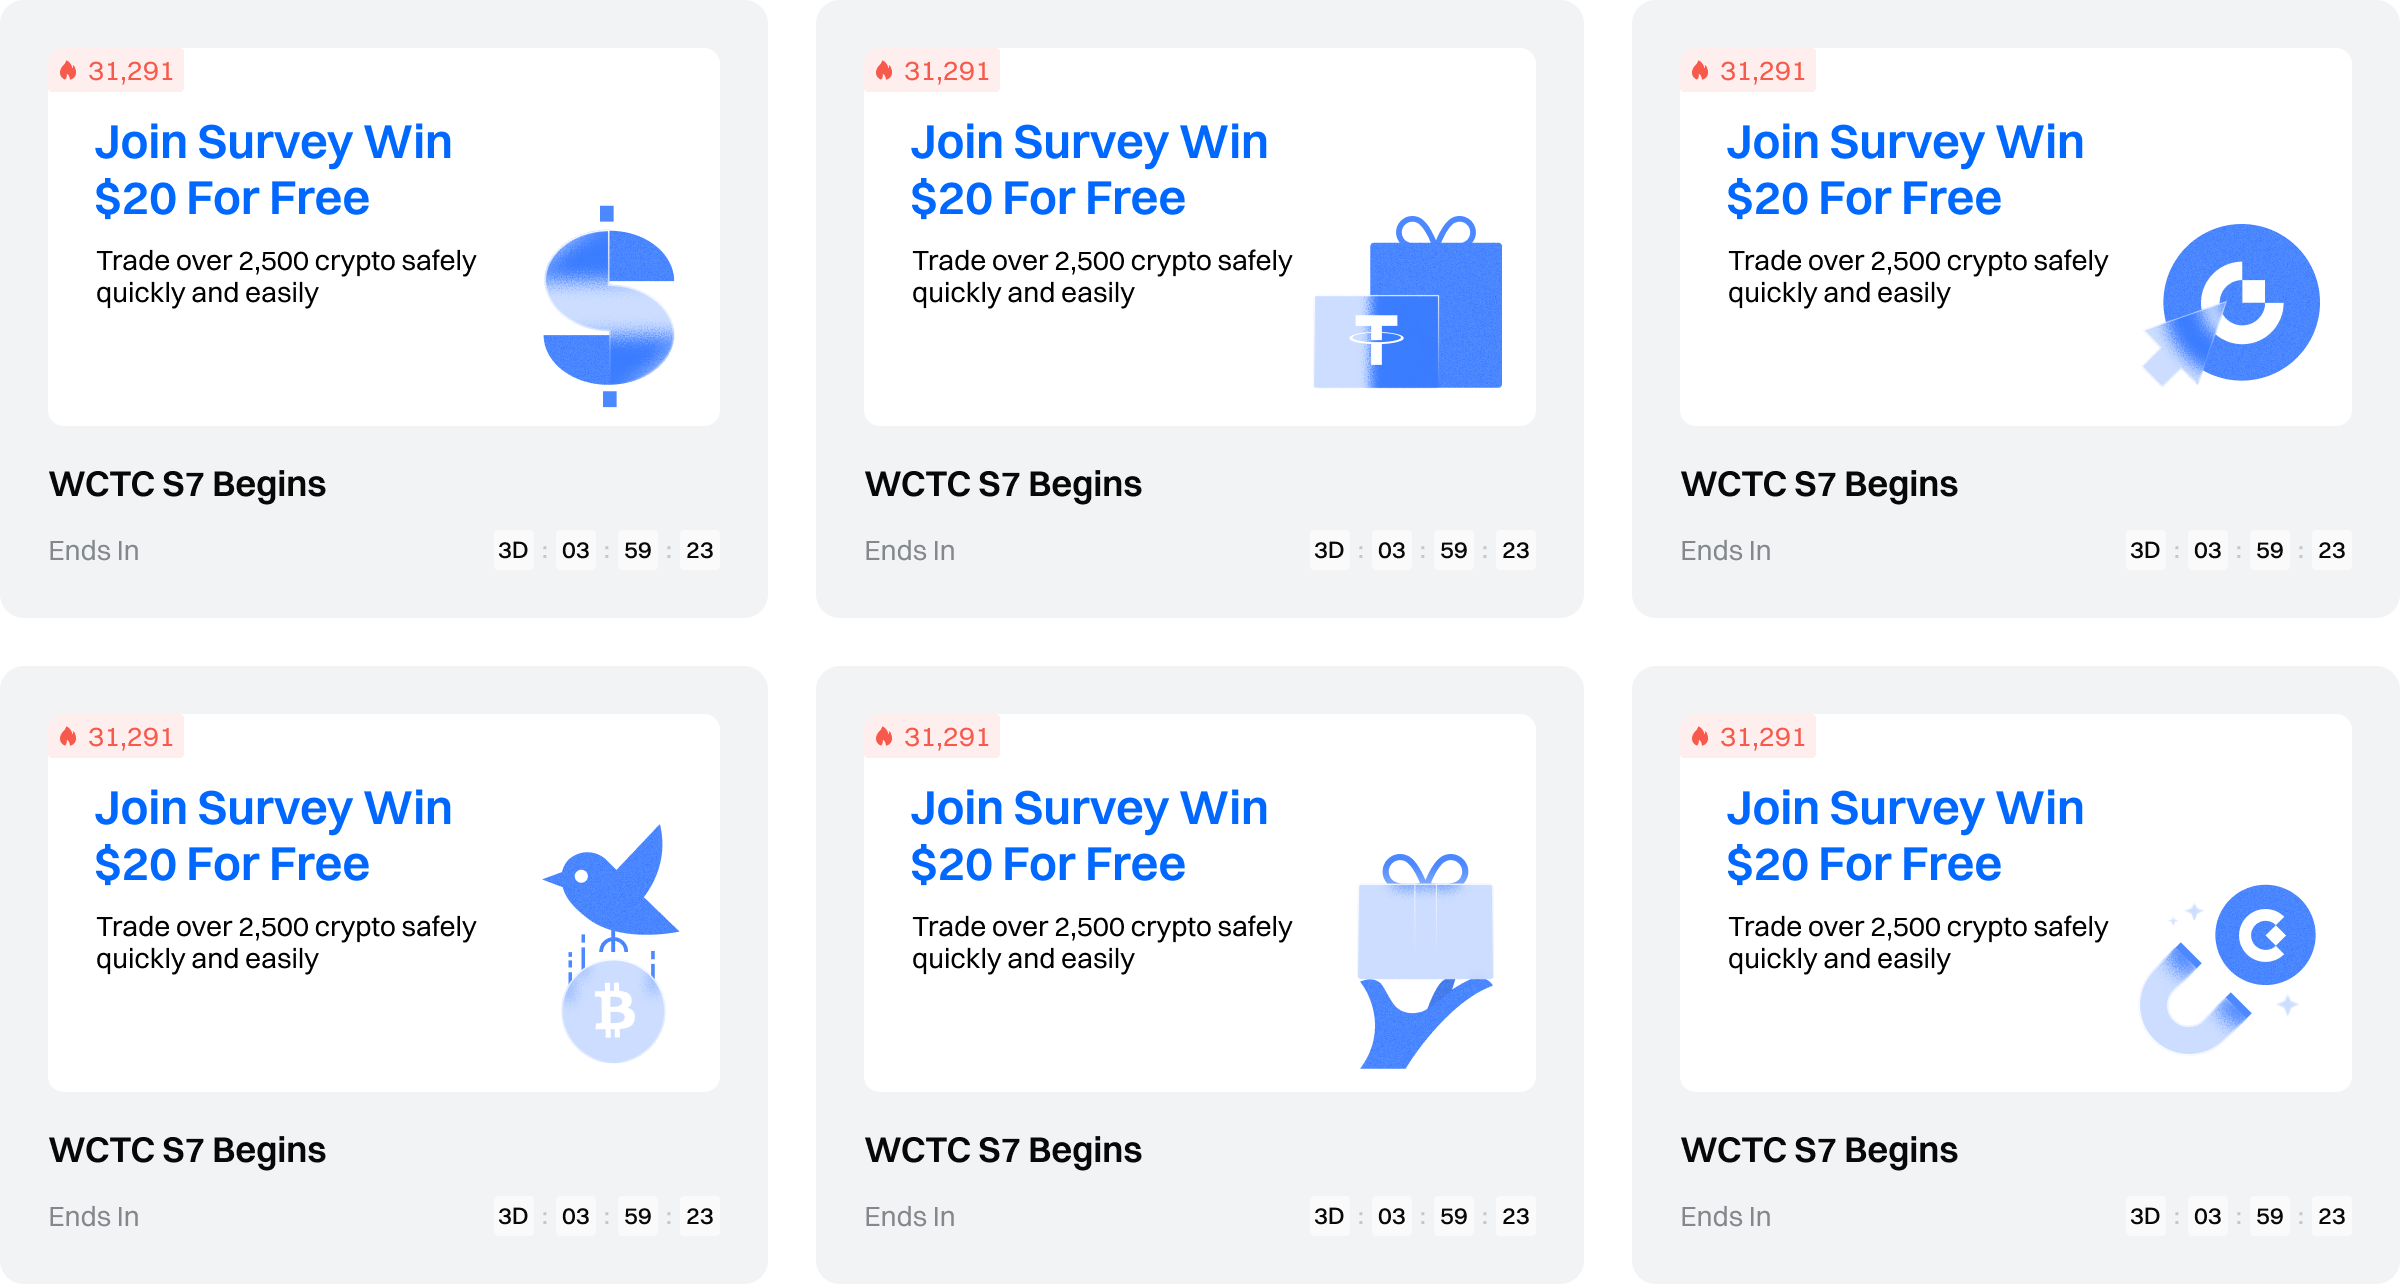 31,291
Join Survey Win
$20 For Free
Trade over 2,500 crypto safely
quickly and easily
WCTC S7 Begins
Ends In 3D : 03 : 59 : 23
31,291
Join Survey Win
$20 For Free
Trade over 2,500 crypto safely
quickly and easily
WCTC S7 Begins
Ends In 3D : 03 : 59 : 23
31,291
Join Survey Win
$20 For Free
Trade over 2,500 crypto safely
quickly and easily
WCTC S7 Begins
Ends In 3D : 03 : 59 : 23
31,291
Join Survey Win
$20 For Free
Trade over 2,500 crypto safely
quickly and easily
WCTC S7 Begins
Ends In 3D : 03 : 59 : 23
31,291
Join Survey Win
$20 For Free
Trade over 2,500 crypto safely
quickly and easily
WCTC S7 Begins
Ends In 3D : 03 : 59 : 23
31,291
Join Survey Win
$20 For Free
Trade over 2,500 crypto safely
quickly and easily
WCTC S7 Begins
Ends In 3D : 03 : 59 : 23